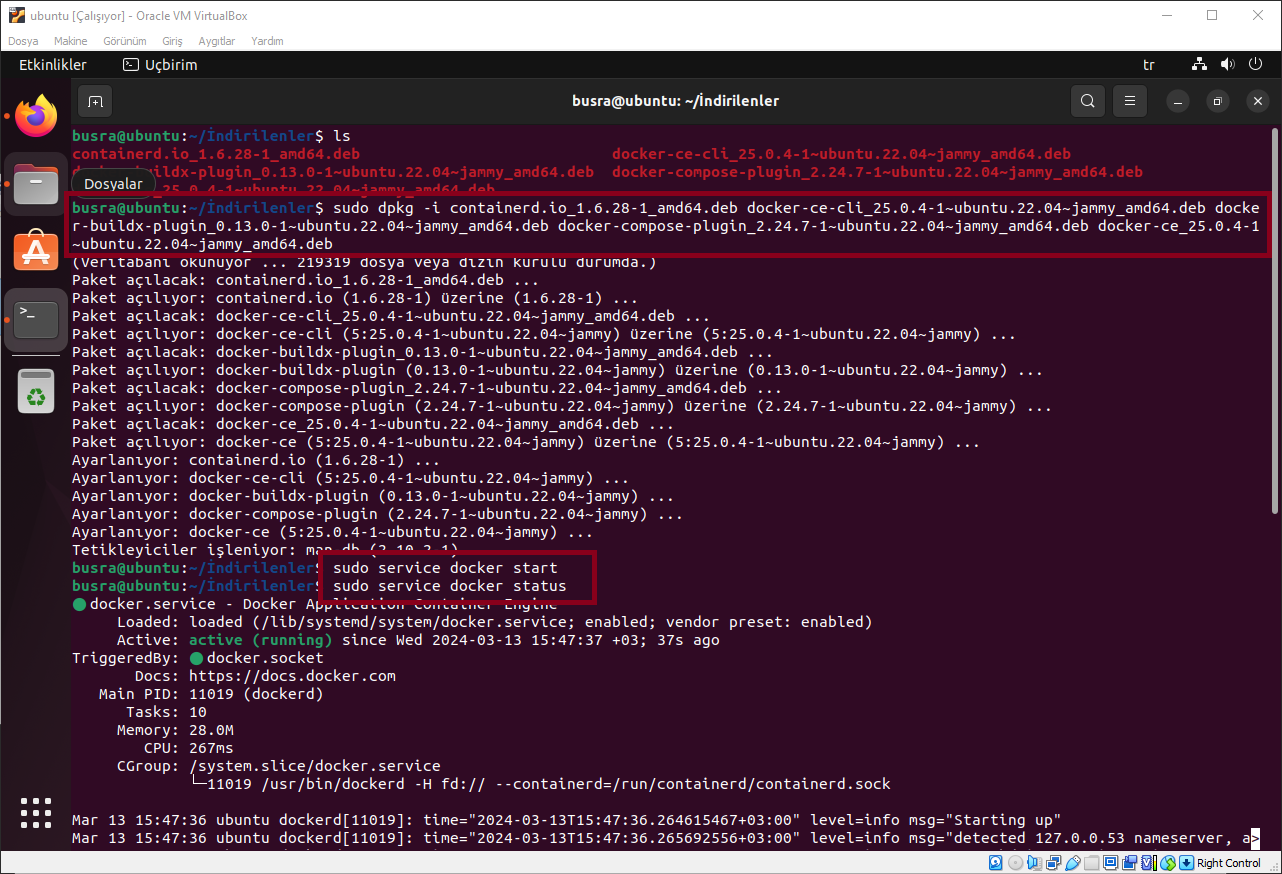 ubuntu [Çalışıyor] - Oracle VM VirtualBox
Dosya Makine Görünüm Giriş Aygıtlar Yardım
Etkinlikler Uçbirim tr
busra@ubuntu: ~/İndirilenler
busra@ubuntu:~/İndirilenler$ ls
containerd.io_1.6.28-1_amd64.deb docker-ce-cli_25.0.4-1~ubuntu.22.04~jammy_amd64.deb
ildx-plugin_0.13.0-1~ubuntu.22.04~jammy_amd64.deb docker-compose-plugin_2.24.7-1~ubuntu.22.04~jammy_amd64.deb
Dosyalar
25.0.4-1~ubuntu.22.04~jammy_amd64.deb
busra@ubuntu:~/İndirilenler$ sudo dpkg -i containerd.io_1.6.28-1_amd64.deb docker-ce-cli_25.0.4-1~ubuntu.22.04~jammy_amd64.deb docke
r-buildx-plugin_0.13.0-1~ubuntu.22.04~jammy_amd64.deb docker-compose-plugin_2.24.7-1~ubuntu.22.04~jammy_amd64.deb docker-ce_25.0.4-1
~ubuntu.22.04~jammy_amd64.deb
(Veritabanı okunuyor ... 219319 dosya veya dizin kurulu durumda.)
Paket açılacak: containerd.io_1.6.28-1_amd64.deb ...
Paket açılıyor: containerd.io (1.6.28-1) üzerine (1.6.28-1) ...
Paket açılacak: docker-ce-cli_25.0.4-1~ubuntu.22.04~jammy_amd64.deb ...
Paket açılıyor: docker-ce-cli (5:25.0.4-1~ubuntu.22.04~jammy) üzerine (5:25.0.4-1~ubuntu.22.04~jammy) ...
Paket açılacak: docker-buildx-plugin_0.13.0-1~ubuntu.22.04~jammy_amd64.deb ...
Paket açılıyor: docker-buildx-plugin (0.13.0-1~ubuntu.22.04~jammy) üzerine (0.13.0-1~ubuntu.22.04~jammy) ...
Paket açılacak: docker-compose-plugin_2.24.7-1~ubuntu.22.04~jammy_amd64.deb ...
Paket açılıyor: docker-compose-plugin (2.24.7-1~ubuntu.22.04~jammy) üzerine (2.24.7-1~ubuntu.22.04~jammy) ...
Paket açılacak: docker-ce_25.0.4-1~ubuntu.22.04~jammy_amd64.deb ...
Paket açılıyor: docker-ce (5:25.0.4-1~ubuntu.22.04~jammy) üzerine (5:25.0.4-1~ubuntu.22.04~jammy) ...
Ayarlanıyor: containerd.io (1.6.28-1) ...
Ayarlanıyor: docker-ce-cli (5:25.0.4-1~ubuntu.22.04~jammy) ...
Ayarlanıyor: docker-buildx-plugin (0.13.0-1~ubuntu.22.04~jammy) ...
Ayarlanıyor: docker-compose-plugin (2.24.7-1~ubuntu.22.04~jammy) ...
Ayarlanıyor: docker-ce (5:25.0.4-1~ubuntu.22.04~jammy) ...
Tetikleyiciler işleniyor: man-db (2.10.2-1) ...
busra@ubuntu:~/İndirilenler$ sudo service docker start
busra@ubuntu:~/İndirilenler$ sudo service docker status
docker.service - Docker Application Container Engine
Loaded: loaded (/lib/systemd/system/docker.service; enabled; vendor preset: enabled)
Active: active (running) since Wed 2024-03-13 15:47:37 +03; 37s ago
TriggeredBy: docker.socket
Docs: https://docs.docker.com
Main PID: 11019 (dockerd)
Tasks: 10
Memory: 28.0M
CPU: 267ms
CGroup: /system.slice/docker.service
└─11019 /usr/bin/dockerd -H fd:// --containerd=/run/containerd/containerd.sock
Mar 13 15:47:36 ubuntu dockerd[11019]: time="2024-03-13T15:47:36.264615467+03:00" level=info msg="Starting up"
Mar 13 15:47:36 ubuntu dockerd[11019]: time="2024-03-13T15:47:36.265692556+03:00" level=info msg="detected 127.0.0.53 nameserver, a>
Right Control